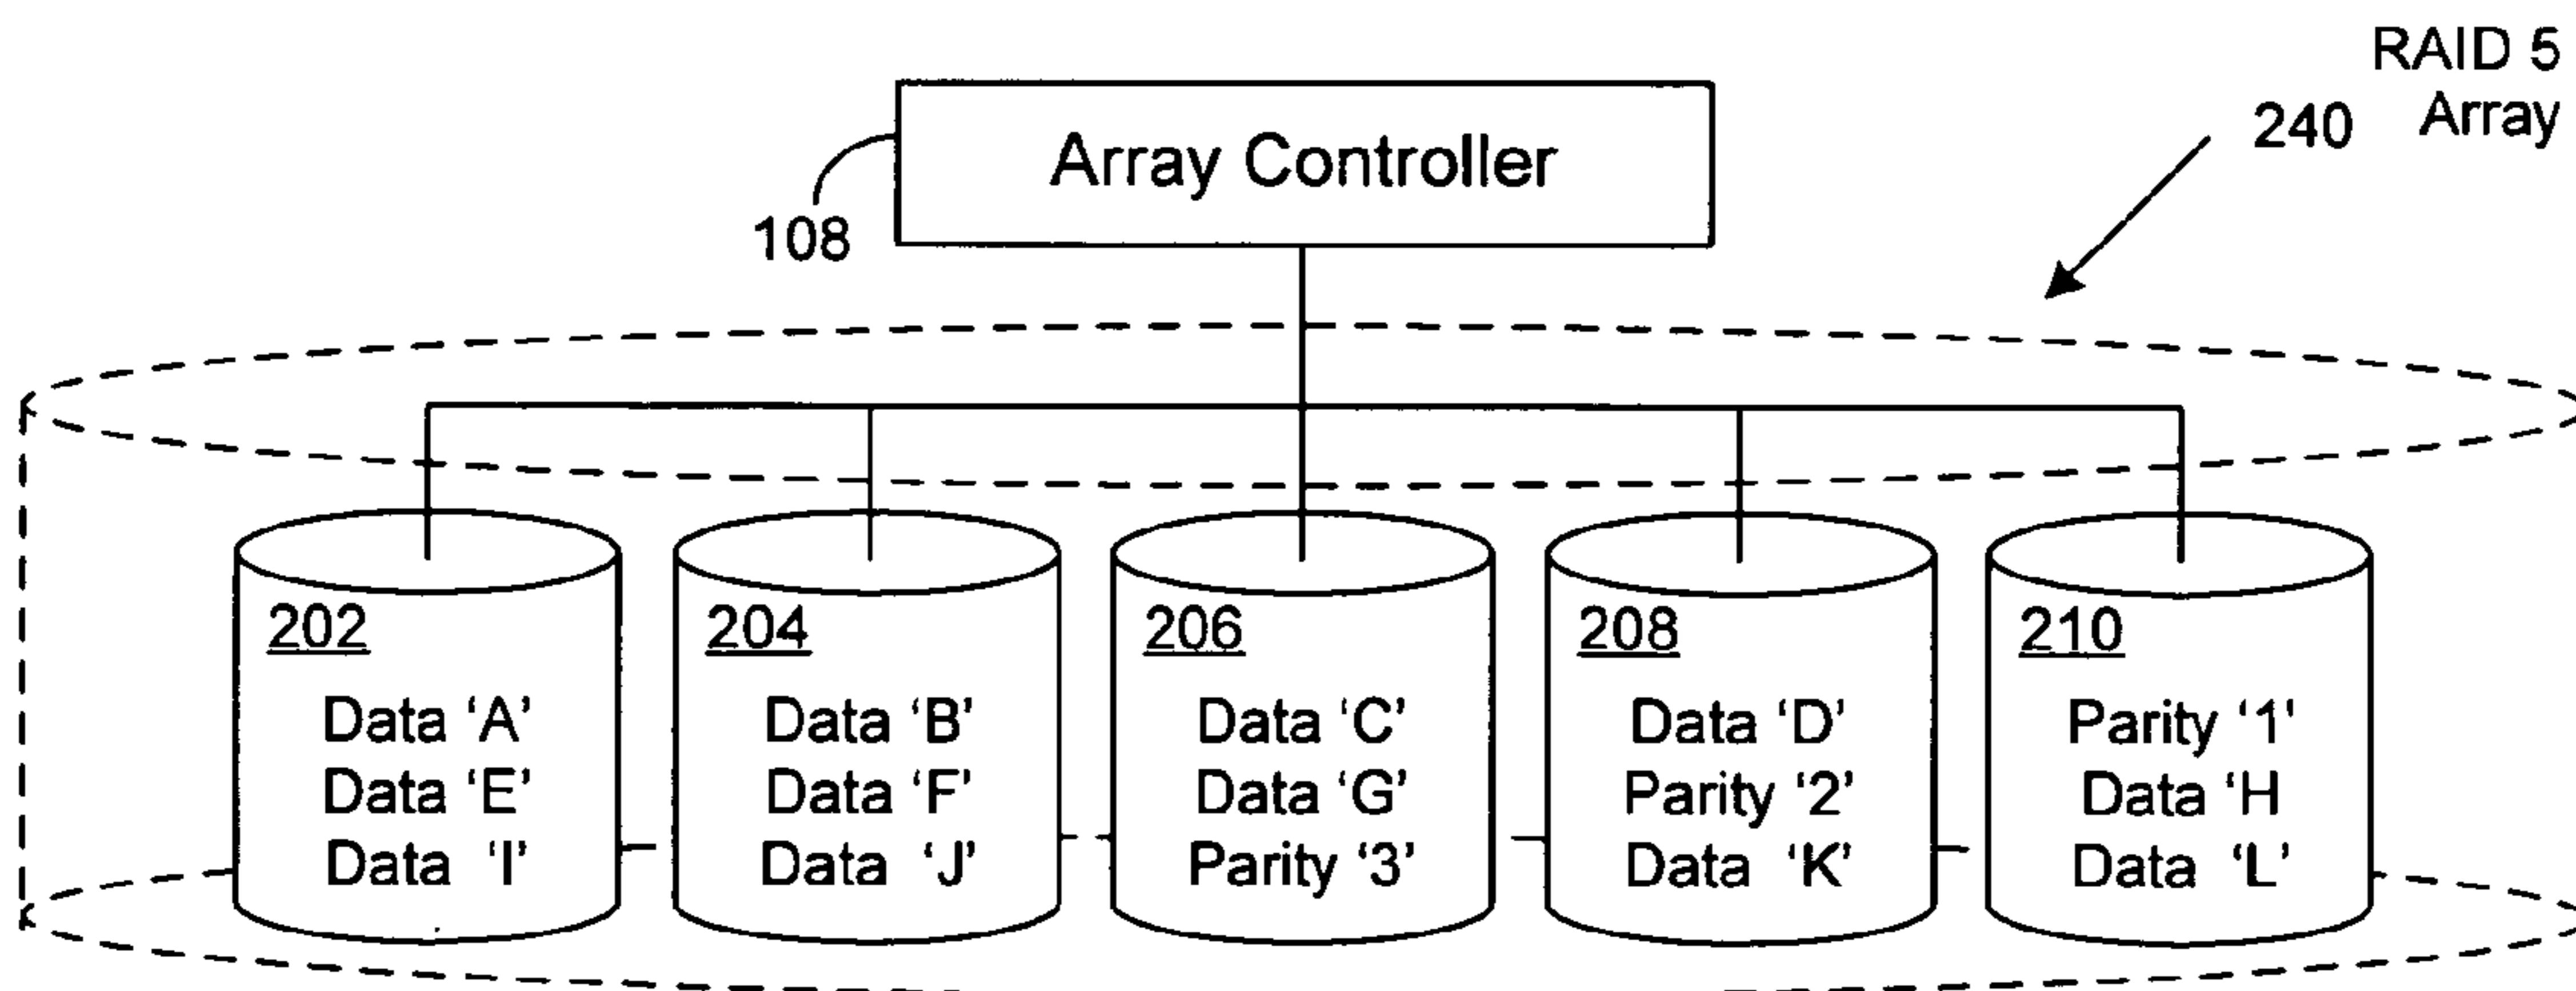 RAID 5
240 Array
Array Controller
108
202
Data ‘A’
Data ‘E’
Data ‘I’
204
Data ‘B’
Data ‘F’
Data ‘J’
206
Data ‘C’
Data ‘G’
Parity ‘3’
208
Data ‘D’
Parity ‘2’
Data ‘K’
210
Parity ‘1'
Data ‘H
Data ‘L’